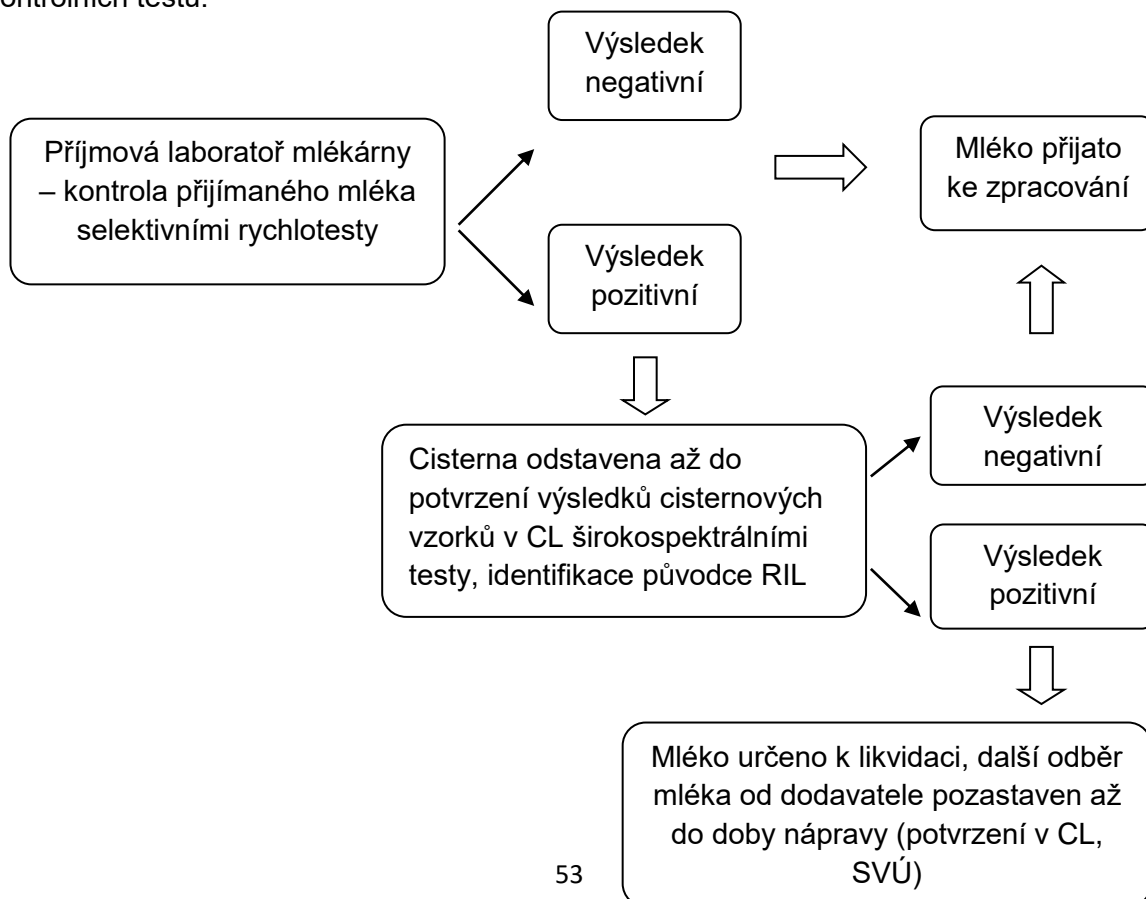 ontrolních testů.
Výsledek
negativní
Příjmová laboratoř mlékárny
– kontrola přijímaného mléka
selektivními rychlotesty
Mléko přijato
ke zpracování
Výsledek
pozitivní
Cisterna odstavena až do
potvrzení výsledků cisternových
vzorků v CL širokospektrálními
testy, identifikace původce RIL
Výsledek
negativní
Výsledek
pozitivní
Mléko určeno k likvidaci, další odběr
mléka od dodavatele pozastaven až
do doby nápravy (potvrzení v CL,
SVÚ)
53